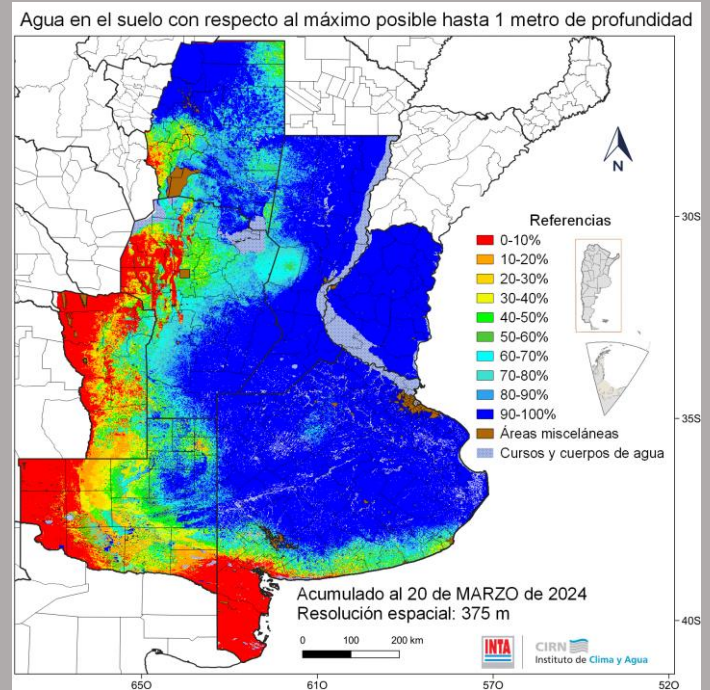 Agua en el suelo con respecto al máximo posible hasta 1 metro de profundidad
N
30S
Referencias
0-10%
10-20%
20-30%
30-40%
40-50%
50-60%
60-70%
70-80%
80-90%
90-100%
Áreas misceláneas
Cursos y cuerpos de agua
35S
Acumulado al 20 de MARZO de 2024
Resolución espacial: 375 m
0 100 200 km
40S
INTA
CIRN
Instituto de Clima y Agua
65O 61O 57O 52O